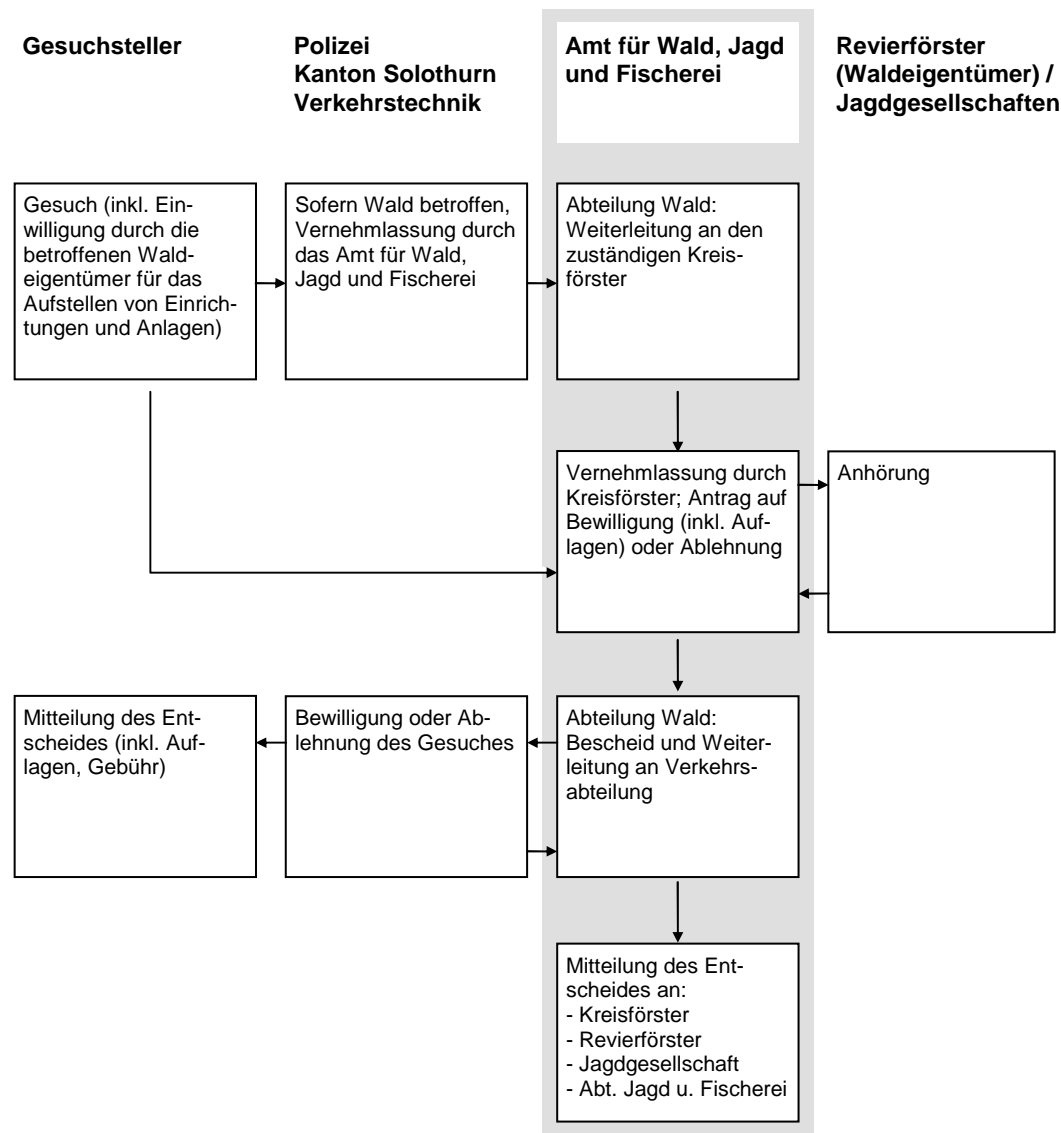 Gesuchsteller
Polizei
Kanton Solothurn
Verkehrstechnik
Amt für Wald, Jagd
und Fischerei
Revierförster
(Waldeigentümer) /
Jagdgesellschaften
Gesuch (inkl. Ein-
willigung durch die
betroffenen Wald-
eigentümer für das
Aufstellen von Einrich-
tungen und Anlagen)
Sofern Wald betroffen,
Vernehmlassung durch
das Amt für Wald,
Jagd und Fischerei
Abteilung Wald:
Weiterleitung an den
zuständigen Kreis-
förster
Vernehmlassung durch
Kreisförster; Antrag auf
Bewilligung (inkl. Auf-
lagen) oder Ablehnung
Anhörung
Mitteilung des Ent-
scheides (inkl. Auf-
lagen, Gebühr)
Bewilligung oder Ab-
lehnung des Gesuches
Abteilung Wald:
Bescheid und Weiter-
leitung an Verkehrs-
abteilung
Mitteilung des Ent-
scheides an:
- Kreisförster
- Revierförster
- Jagdgesellschaft
- Abt. Jagd u. Fischerei